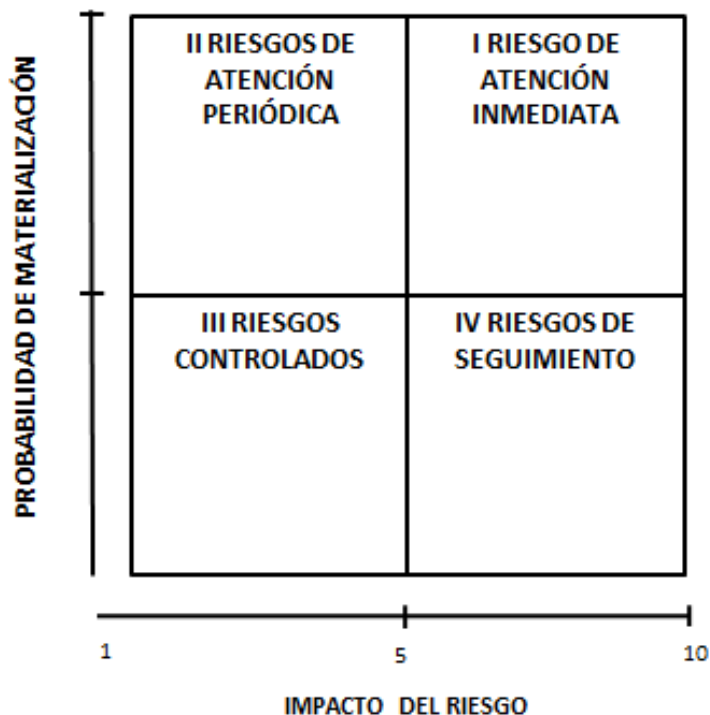 II RIESGOS DE
ATENCIÓN
PERIÓDICA
I RIESGO DE
ATENCIÓN
INMEDIATA
PROBABILIDAD DE MATERIALIZACIÓN
III RIESGOS
CONTROLADOS
IV RIESGOS DE
SEGUIMIENTO
1
5
10
IMPACTO DEL RIESGO